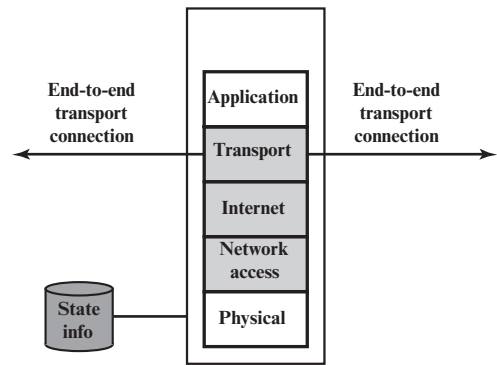 End-to-end
transport
connection
Application
Transport
Internet
Network
access
Physical
End-to-end
transport
connection
State
info